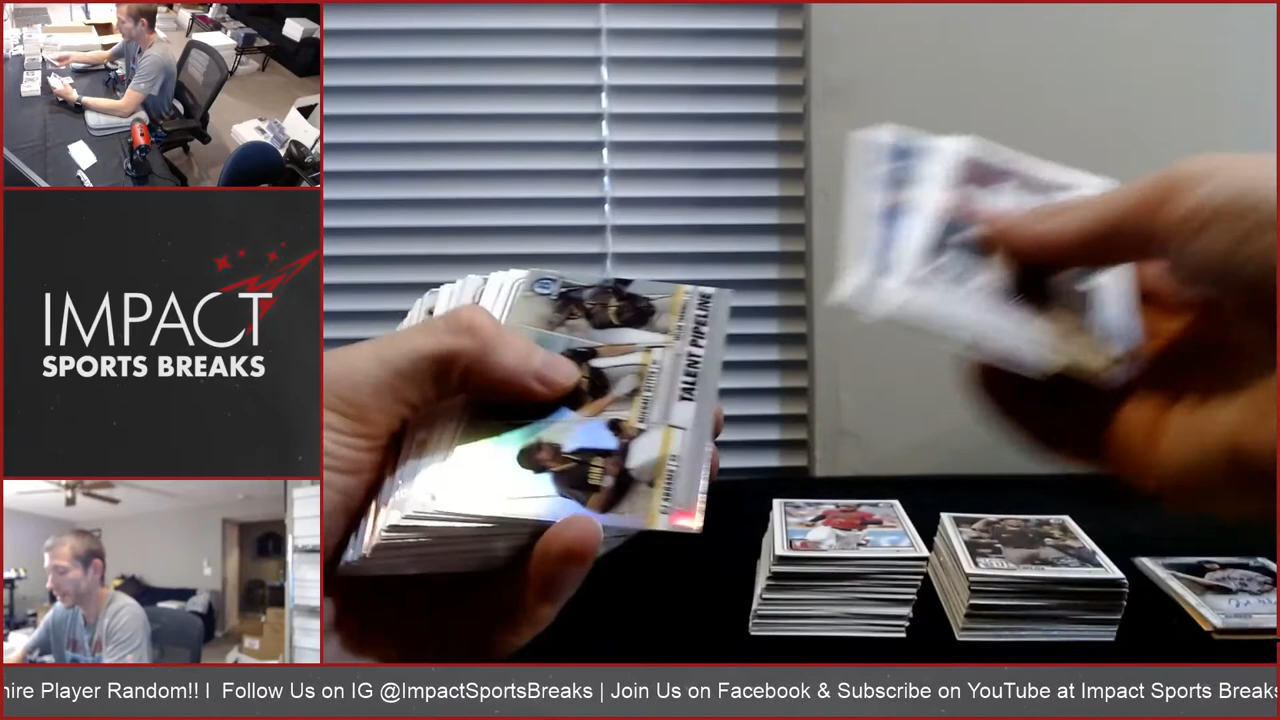 IMPACT
SPORTS BREAKS
TALENT PIPELINE
hire Player Random!! I Follow Us on IG @ImpactSportsBreaks | Join Us on Facebook & Subscribe on YouTube at Impact Sports Breaks